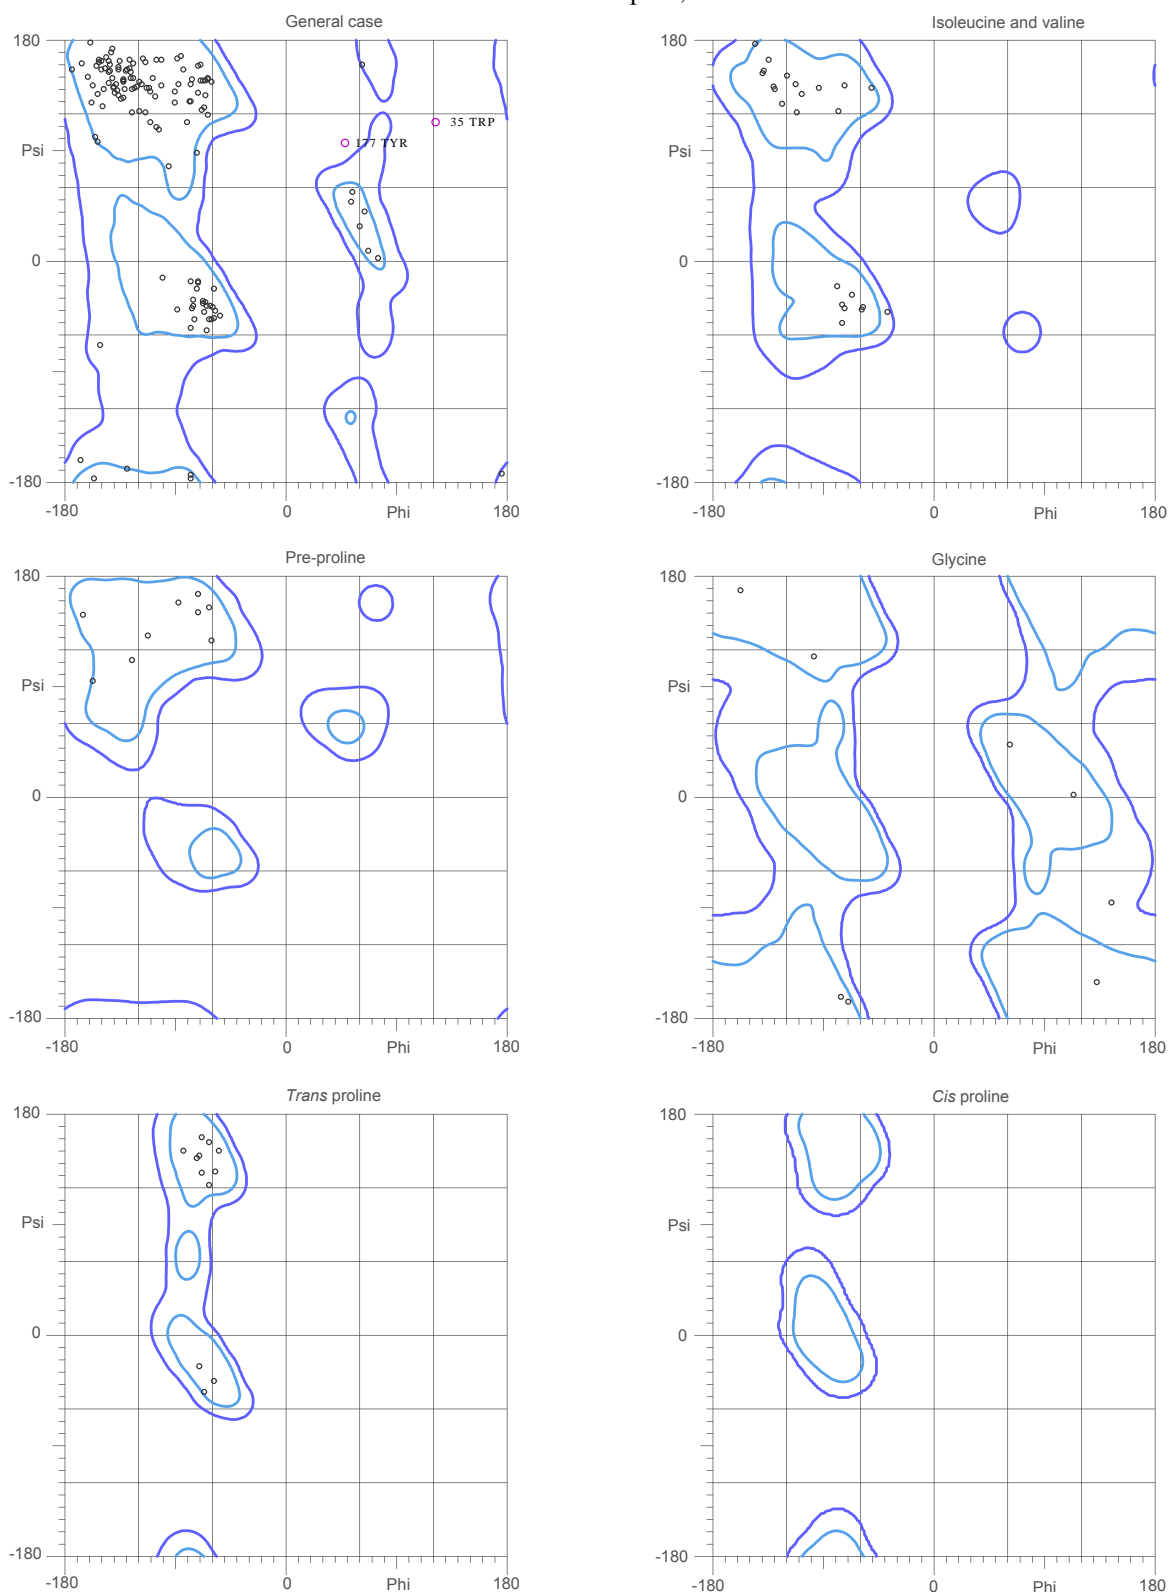 General case
Isoleucine and valine
180
180
35 TRP
177 TYR
Psi
Psi
0
0
-180
-180
-180
0
Phi
180
-180
0
Phi
180
Pre-proline
Glycine
180
180
Psi
Psi
0
0
-180
-180
-180
0
Phi
180
-180
0
Phi
180
Trans proline
Cis proline
180
180
Psi
Psi
0
0
-180
-180
-180
0
Phi
180
-180
0
Phi
180